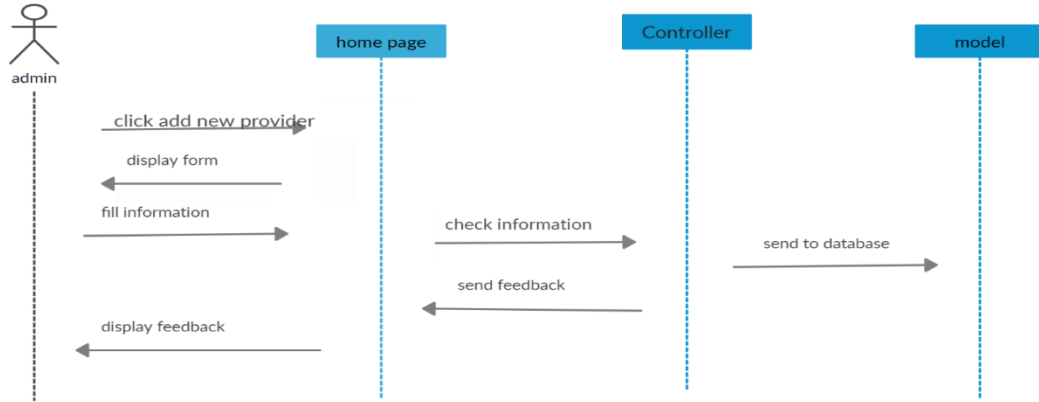 home page
Controller
model
admin
click add new provider
display form
fill information
check information
send to database
send feedback
display feedback